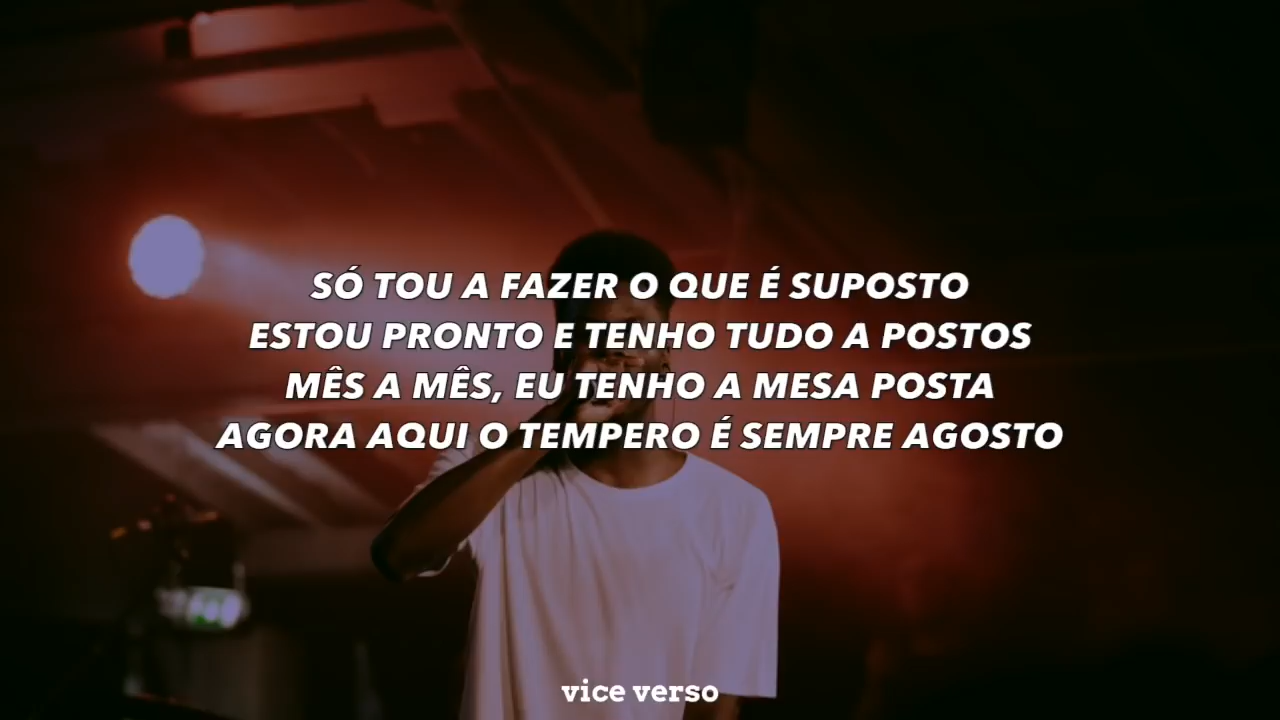 SÓ TOU A FAZER O QUE É SUPOSTO
ESTOU PRONTO E TENHO TUDO A POSTOS
MÊS A MÊS, EU TENHO A MESA POSTA
AGORA AQUI O TEMPERO É SEMPRE AGOSTO
vice verso